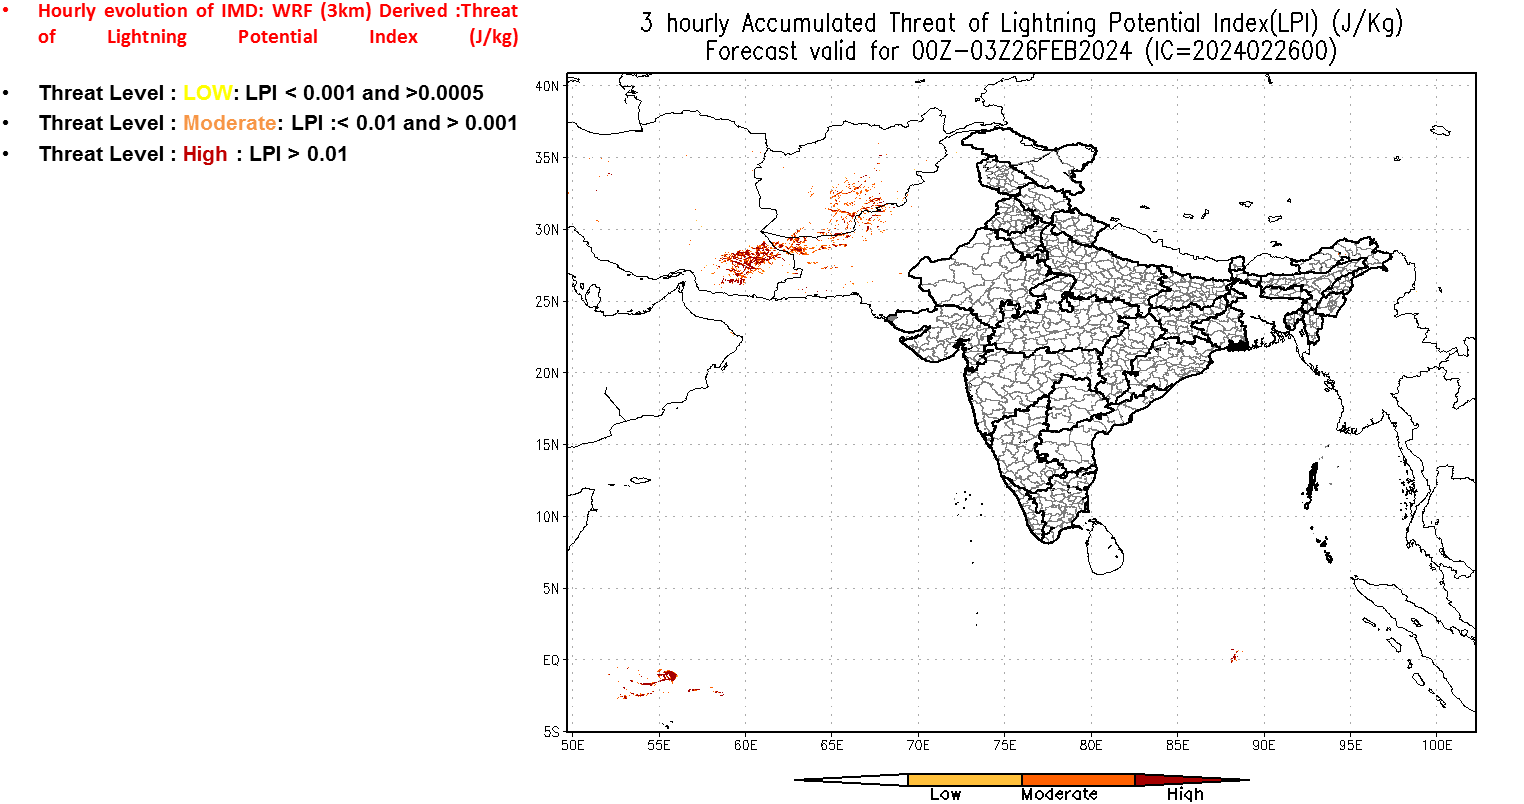 • Hourly evolution of IMD: WRF (3km) Derived :Threat
of Lightning Potential Index (J/kg)
• Threat Level : LOW: LPI < 0.001 and >0.0005
• Threat Level : Moderate: LPI :< 0.01 and > 0.001
• Threat Level : High : LPI > 0.01
3 hourly Accumulated Threat of Lightning Potential Index(LPI) (J/Kg)
Forecast valid for 00Z-03Z26FEB2024 (IC=2024022600)
40N
35N
30N
25N
20N
15N
10N
5N
EQ
5S
50E 55E 60E 65E 70E 75E 80E 85E 90E 95E 100E
Low Moderate High